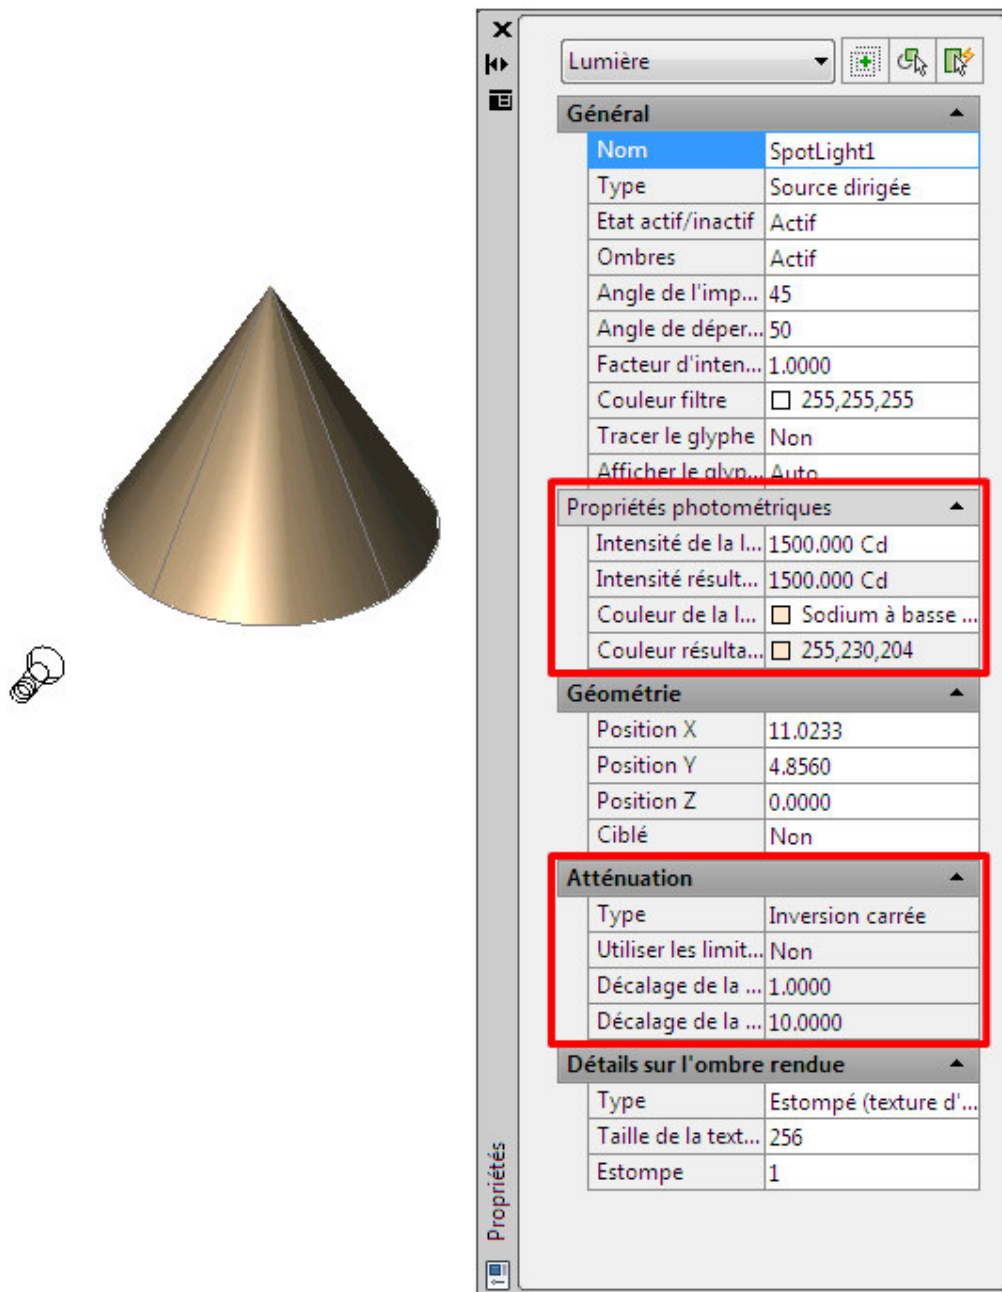 Lumière
Général
Nom SpotLight1
Type Source dirigée
Etat actif/inactif Actif
Ombres Actif
Angle de l'imp... 45
Angle de déper... 50
Facteur d'inten... 1.0000
Couleur filtre 255,255,255
Tracer le glyphe Non
Afficher le glyp... Auto
Propriétés photométriques
Intensité de la l... 1500.000 Cd
Intensité résult... 1500.000 Cd
Couleur de la l... Sodium à basse ...
Couleur résulta... 255,230,204
Géométrie
Position X 11.0233
Position Y 4.8560
Position Z 0.0000
Ciblé Non
Atténuation
Type Inversion carrée
Utiliser les limit... Non
Décalage de la ... 1.0000
Décalage de la ... 10.0000
Détails sur l'ombre rendue
Type Estompé (texture d'...
Taille de la text... 256
Estompe 1
Propriétés